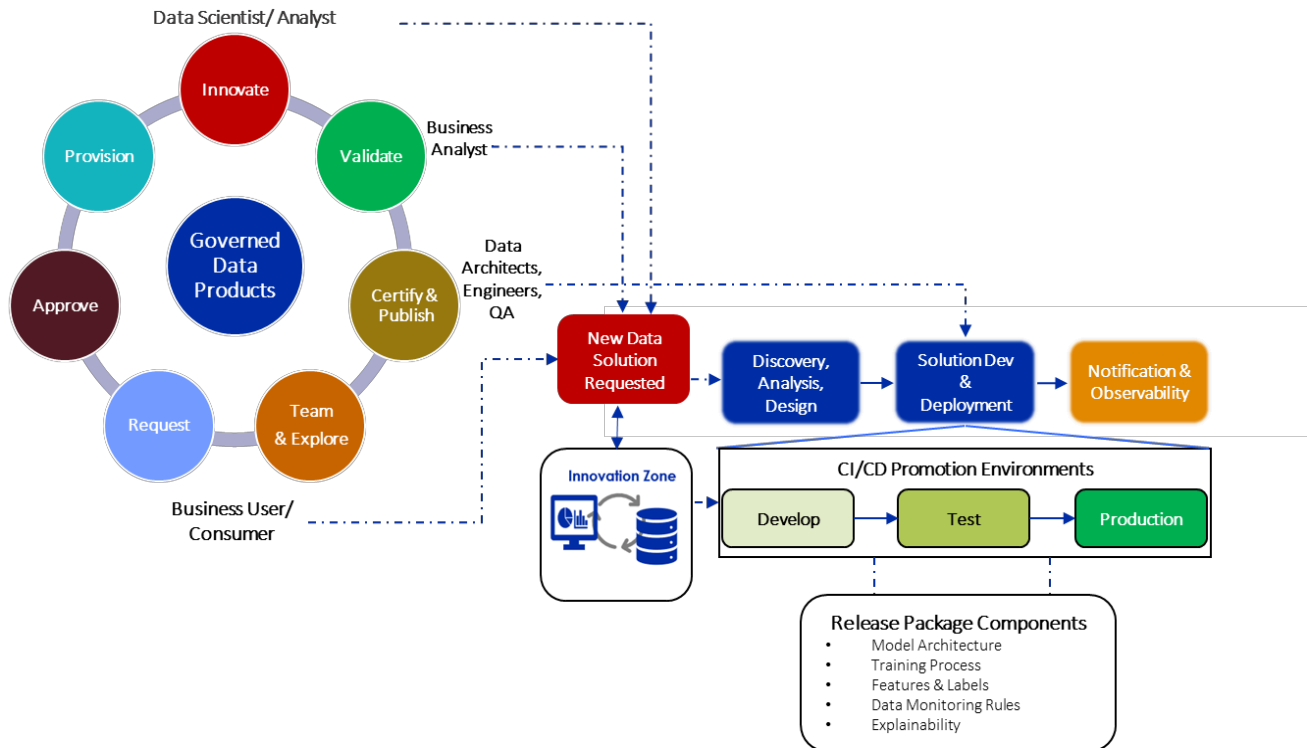 Data Scientist/ Analyst
Innovate
Provision
Validate
Business
Analyst
Governed
Data
Products
Data
Architects,
Engineers,
QA
Approve
Certify &
Publish
Request
Team
& Explore
Business User/
Consumer
New Data
Solution
Requested
Discovery,
Analysis,
Design
Solution Dev
&
Deployment
Notification &
Observability
Innovation Zone
CI/CD Promotion Environments
Develop
Test
Production
Release Package Components
• Model Architecture
• Training Process
• Features & Labels
• Data Monitoring Rules
• Explainability